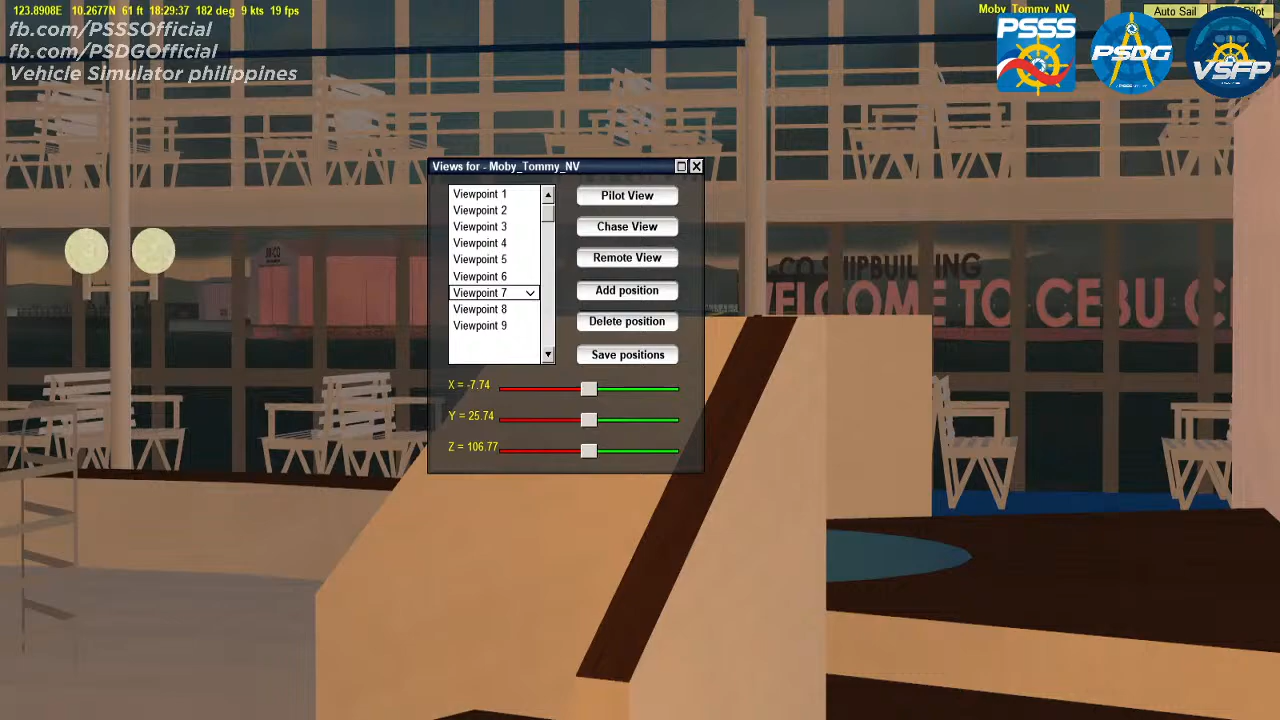 123.8908E 10.2677N 61 ft 18:29:37 182 deg 9 kts 19 fps
Moby_Tommy_NV
Auto Sail
fb.com/PSSSOfficial
fb.com/PSDGOfficial
Vehicle Simulator philippines
PSSS
PSDG
VSFP
Views for - Moby_Tommy_NV
Viewpoint 1
Viewpoint 2
Viewpoint 3
Viewpoint 4
Viewpoint 5
Viewpoint 6
Viewpoint 7
Viewpoint 8
Viewpoint 9
Pilot View
Chase View
Remote View
Add position
Delete position
Save positions
X = -7.74
Y = 25.74
Z = 106.77
CO SHIPBUILDING
WELCOME TO CEBU C